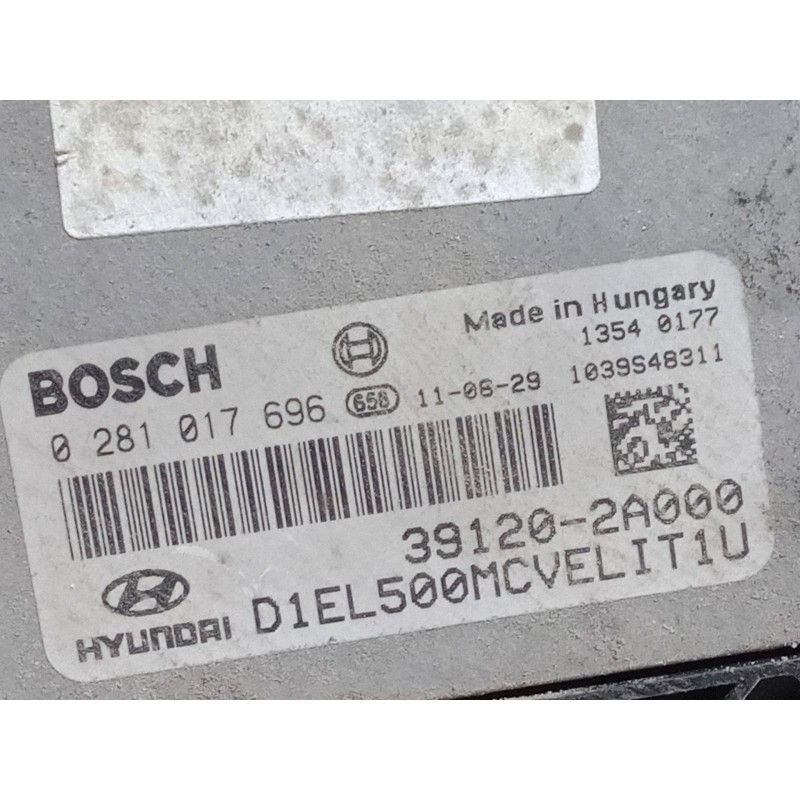 Made in Hungary
1354 0177
BOSCH
0 281 017 696 658 11-06-29 1039S48311
39120-2A000
HYUNDAI D1EL500MCVELIT1U